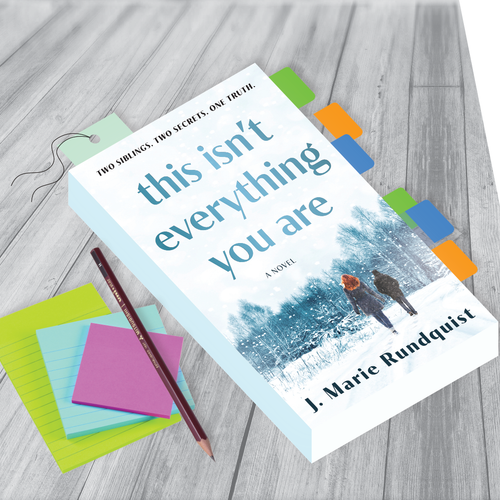 TWO SIBLINGS. TWO SECRETS. ONE TRUTH.
this isn't
everything
you are
A NOVEL
J. Marie Rundquist